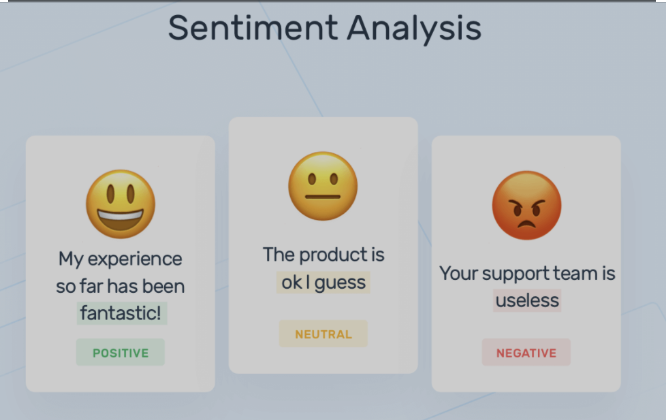 Sentiment Analysis
My experience
so far has been
fantastic!
POSITIVE
The product is
ok I guess
NEUTRAL
Your support team is
useless
NEGATIVE